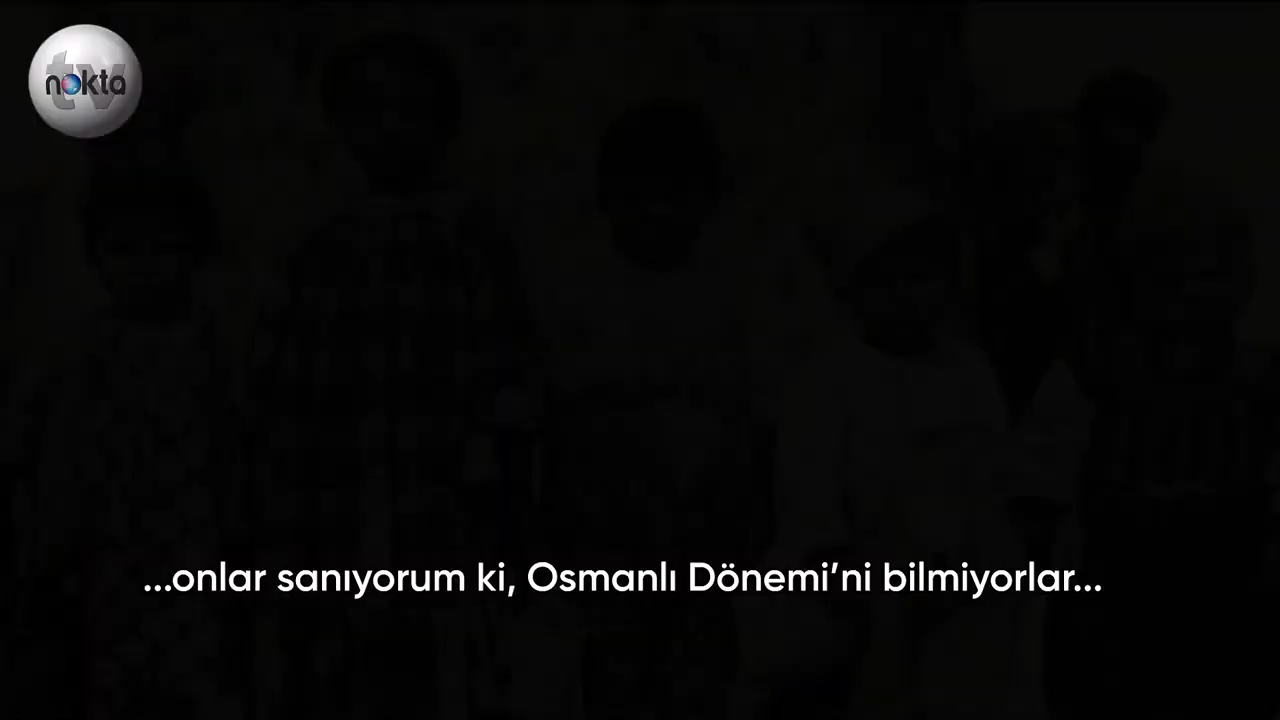 tv
nokta
...onlar sanıyorum ki, Osmanlı Dönemi’ni bilmiyorlar...